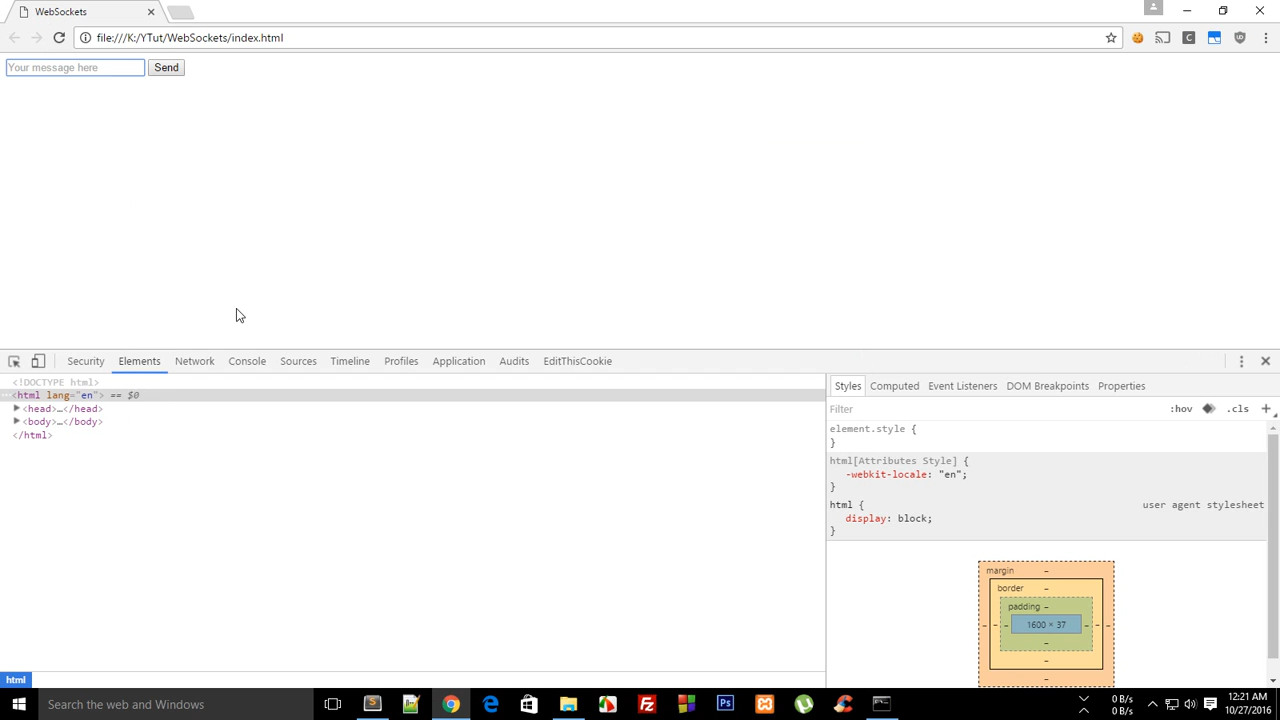 WebSockets
file:///K:/YTut/WebSockets/index.html
Your message here
Send
Security
Elements
Network
Console
Sources
Timeline
Profiles
Application
Audits
EditThisCookie
<!DOCTYPE html>
<html lang="en"> == $0
<head>…</head>
<body>…</body>
</html>
html
Styles
Computed
Event Listeners
DOM Breakpoints
Properties
Filter
:hov
.cls
element.style {
}
html[Attributes Style] {
-webkit-locale: "en";
}
html { user agent stylesheet
display: block;
}
margin –
border –
padding –
– – – 1600 × 37 – – –
–
–
–
Search the web and Windows
0 B/s
0 B/s
12:21 AM
10/27/2016